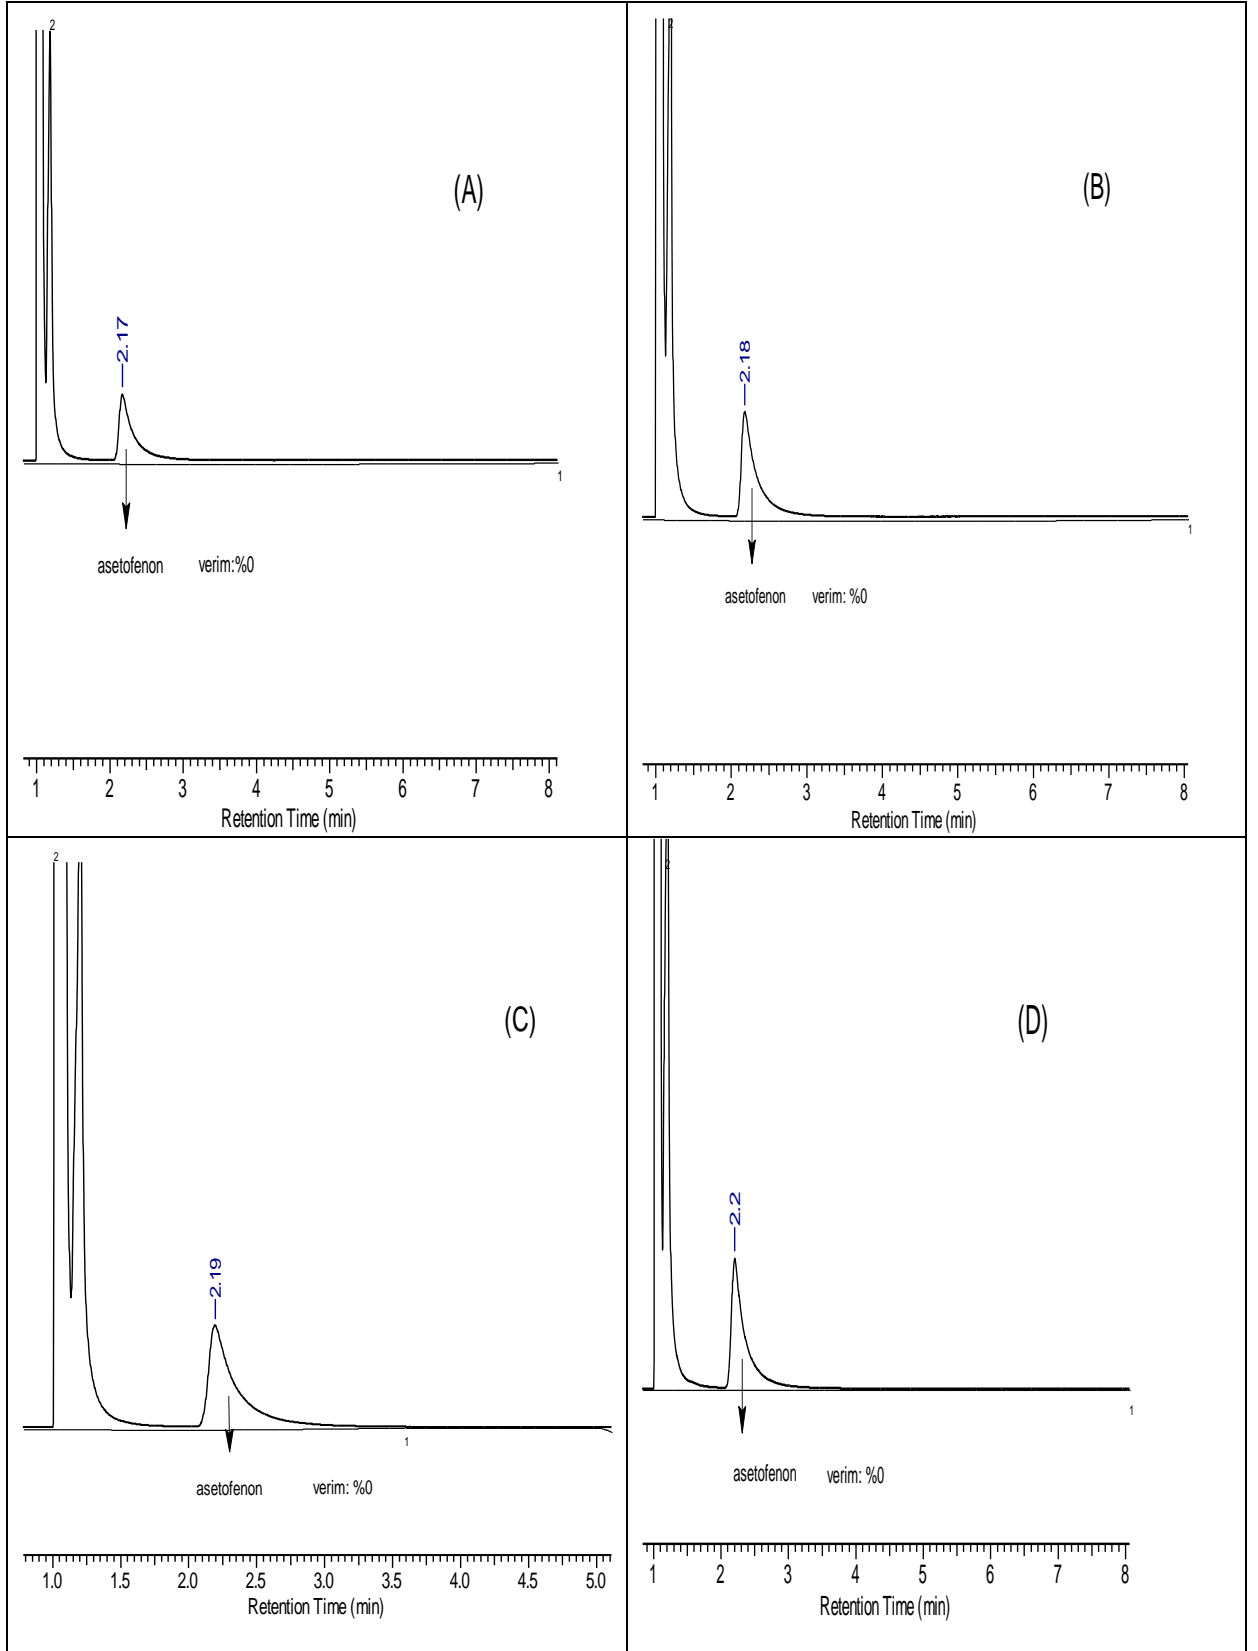 2
(A)
2.17
1
asetofenon verim:%0
1 2 3 4 5 6 7 8
Retention Time (min)
2
(B)
2.18
1
asetofenon verim: %0
1 2 3 4 5 6 7 8
Retention Time (min)
2
(C)
2.19
1
asetofenon verim: %0
1.0 1.5 2.0 2.5 3.0 3.5 4.0 4.5 5.0
Retention Time (min)
2
(D)
2.2
1
asetofenon verim: %0
1 2 3 4 5 6 7 8
Retention Time (min)